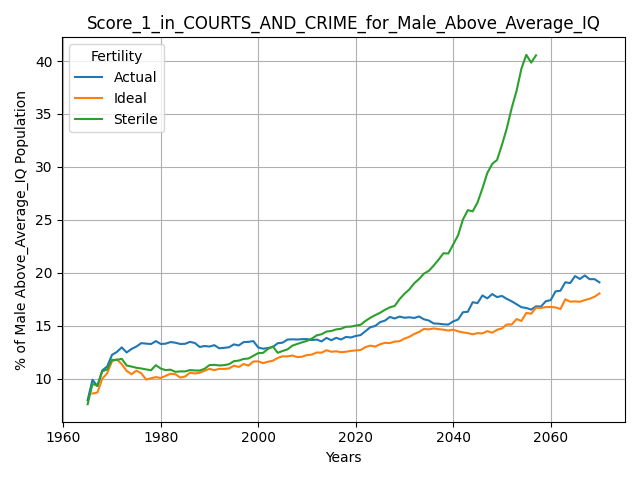 Score_1_in_COURTS_AND_CRIME_for_Male_Above_Average_IQ
Fertility
Actual
Ideal
Sterile
% of Male Above_Average_IQ Population
40
35
30
25
20
15
10
1960
1980
2000
2020
2040
2060
Years